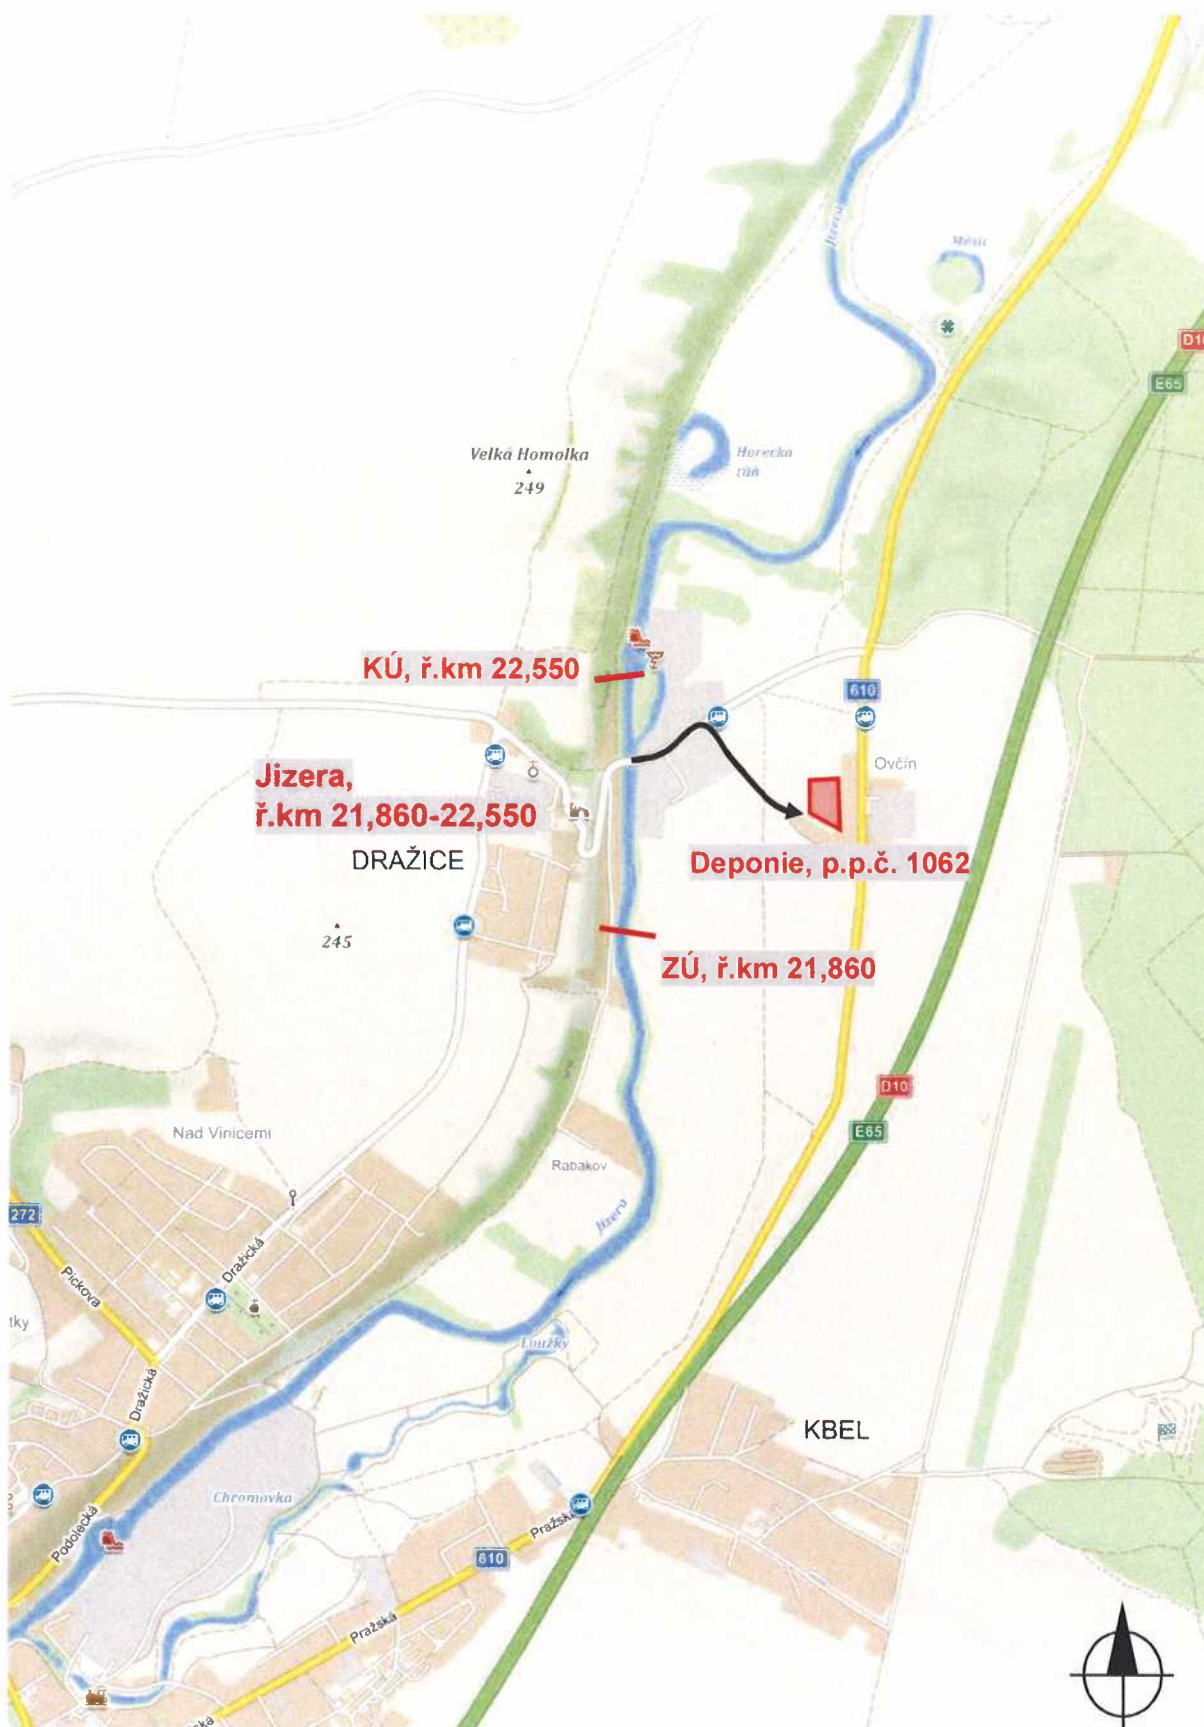 Jizera
Měsíc
D10
E65
Velká Homolka
249
Horecká
tůň
KÚ, ř.km 22,550
610
Ovčín
Jizera,
ř.km 21,860-22,550
DRAŽICE
Deponie, p.p.č. 1062
245
ZÚ, ř.km 21,860
D10
E65
Nad Vinicemi
Rabakov
272
Jizera
Dražická
Pickova
tky
Loužky
Dražická
KBEL
Chromovka
Podolecká
Pražská
610
Pražská
ská